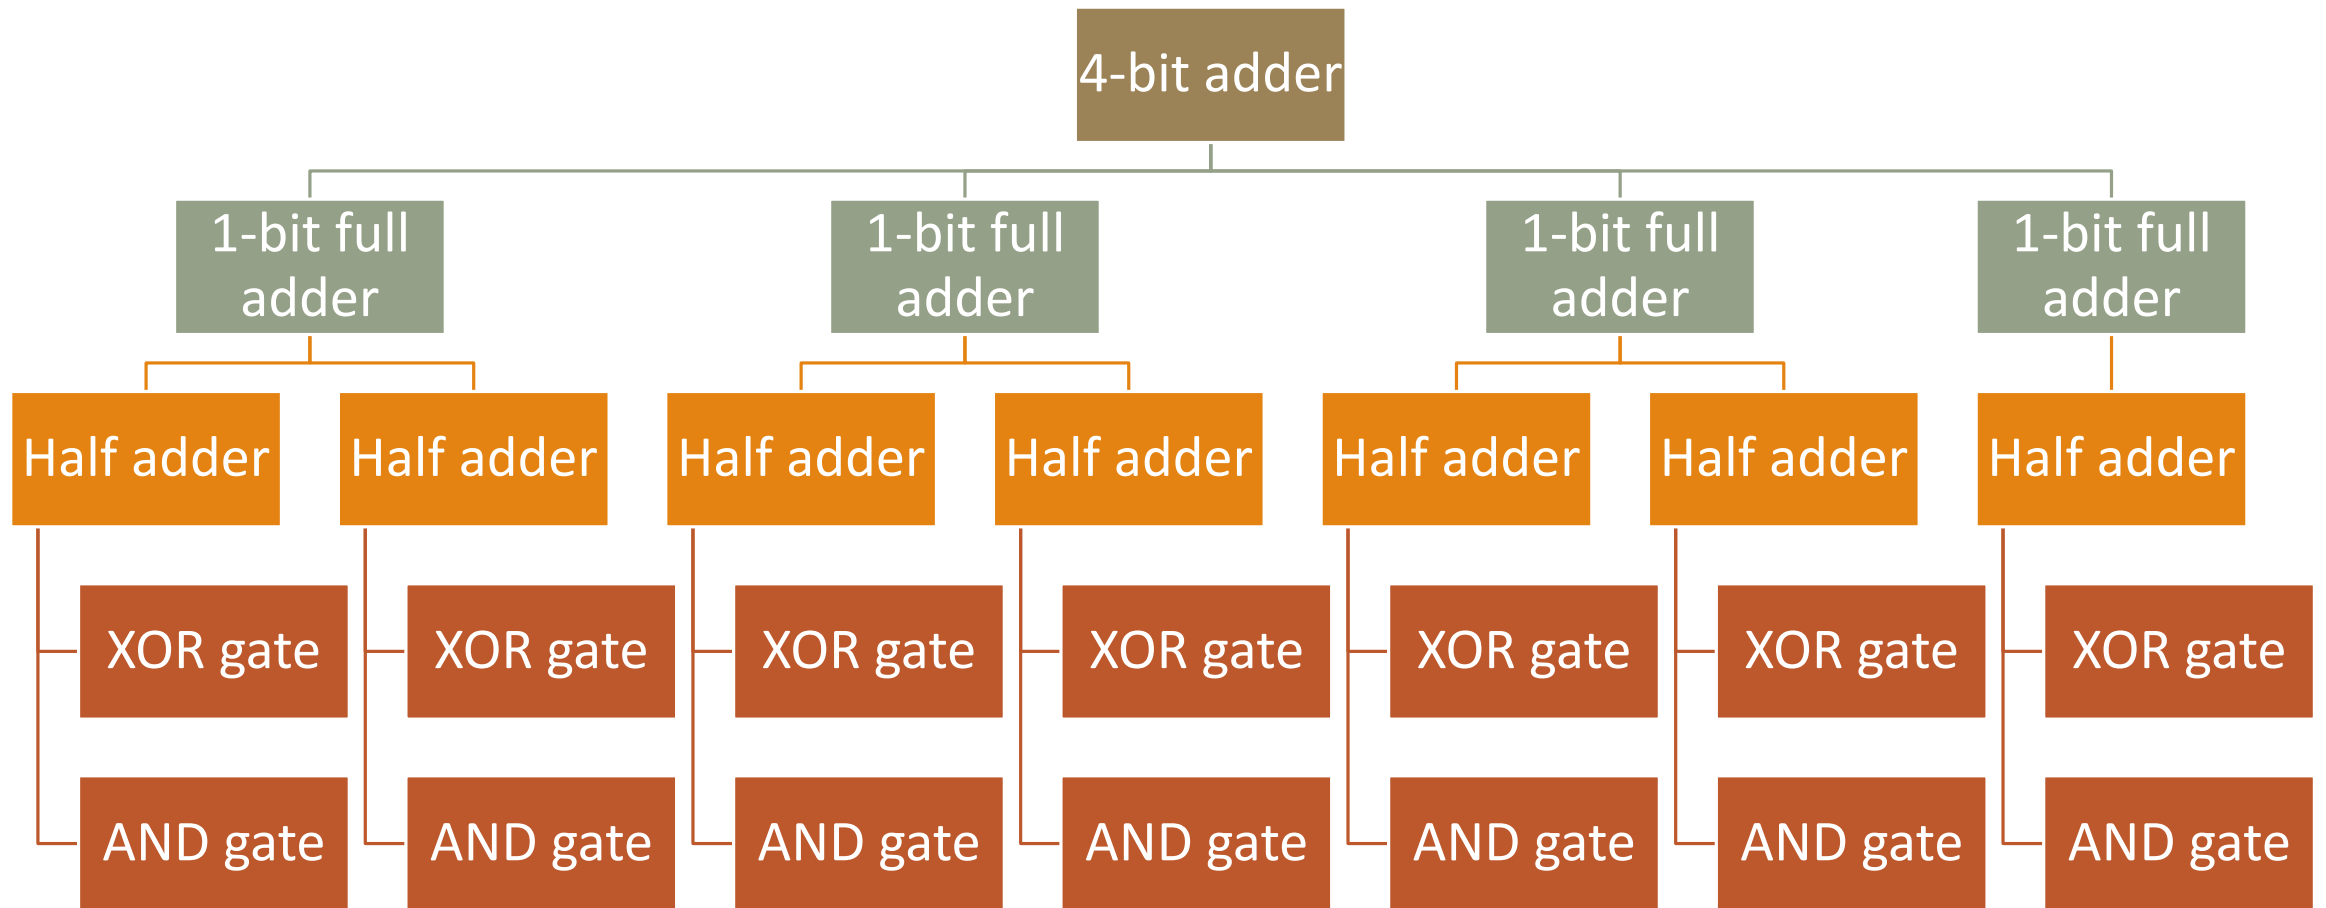 4-bit adder
1-bit full
adder
1-bit full
adder
1-bit full
adder
1-bit full
adder
Half adder
Half adder
Half adder
Half adder
Half adder
Half adder
Half adder
XOR gate
XOR gate
XOR gate
XOR gate
XOR gate
XOR gate
XOR gate
AND gate
AND gate
AND gate
AND gate
AND gate
AND gate
AND gate